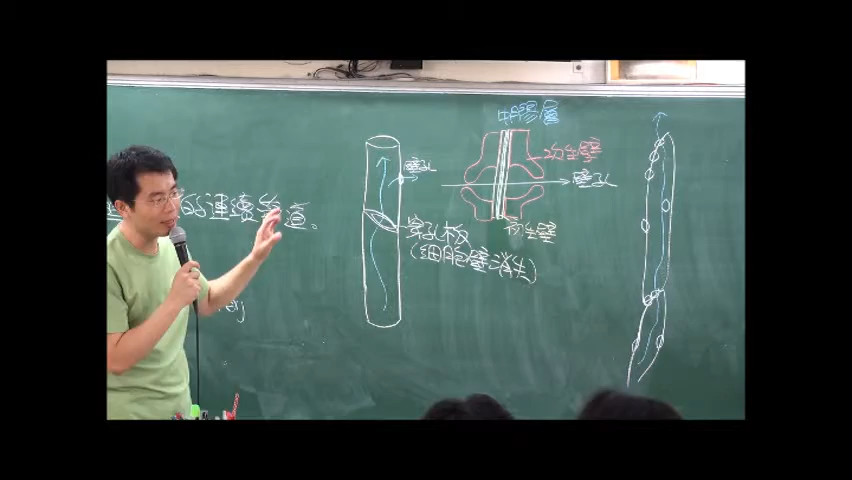 的連續管道。
中膠層
次生壁
壁孔
壁孔
初生壁
穿孔板
(細胞壁消失)